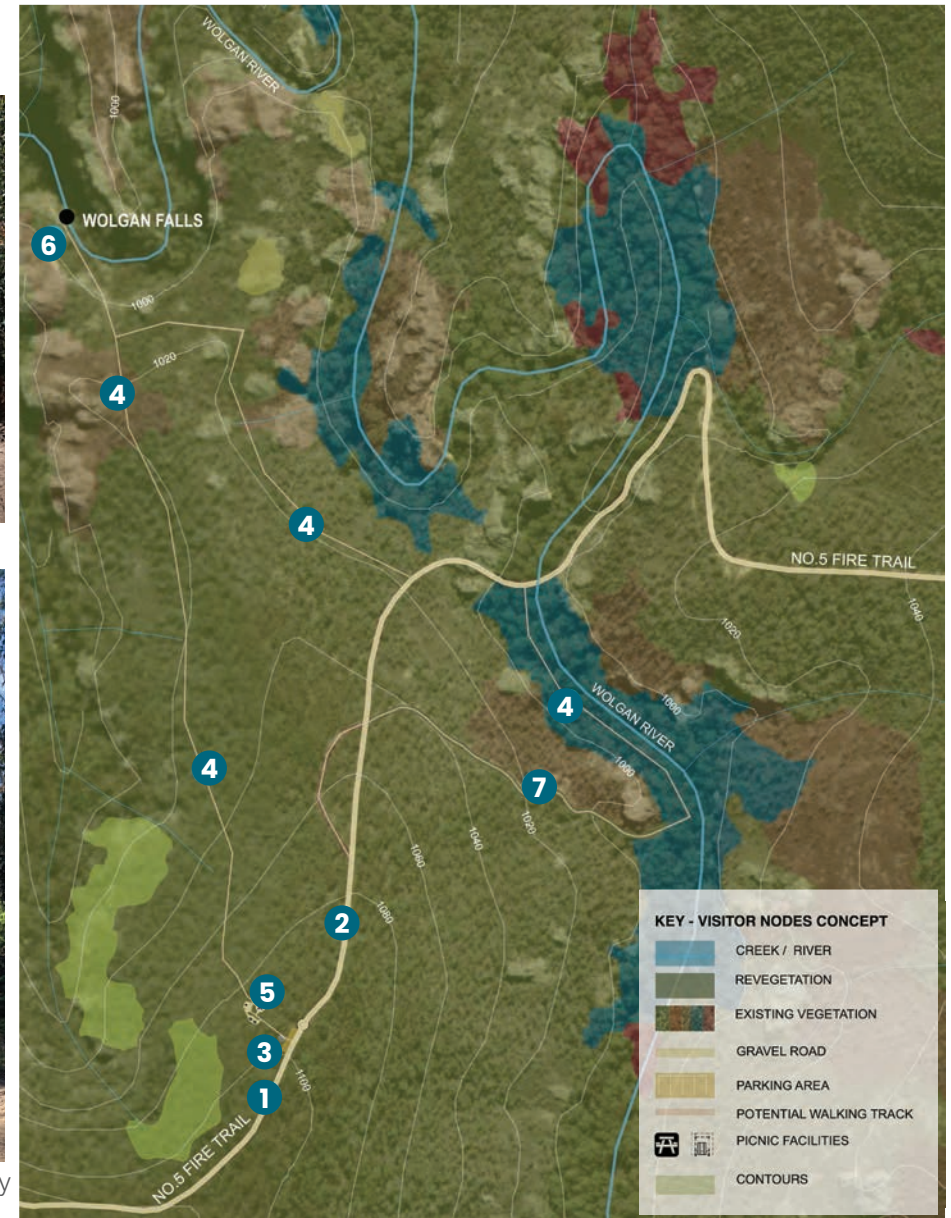 WOLGAN RIVER
1000
WOLGAN FALLS
6
1000
1020
4
4
NO.5 FIRE TRAIL
1040
1020
1000
4
WOLGAN RIVER
1000
7
1020
4
1040
1060
1080
2
5
3
1
1100
NO.5 FIRE TRAIL
y
KEY - VISITOR NODES CONCEPT
CREEK / RIVER
REVEGETATION
EXISTING VEGETATION
GRAVEL ROAD
PARKING AREA
POTENTIAL WALKING TRACK
PICNIC FACILITIES
CONTOURS